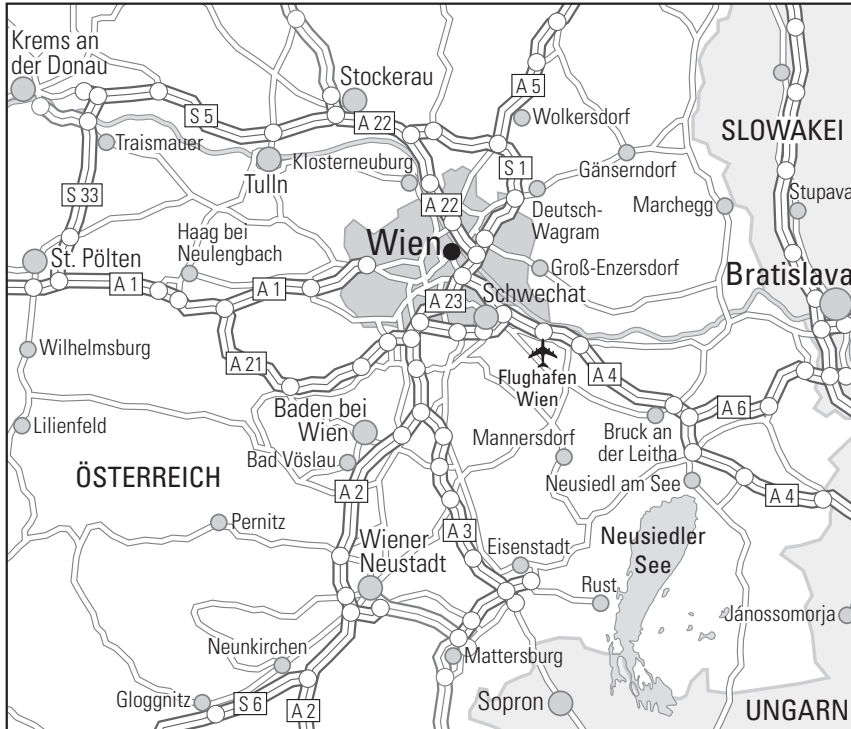 Krems an
der Donau
Stockerau
A 5
S 5
A 22
Wolkersdorf
SLOWAKEI
Traismauer
Klosterneuburg
S 1
Gänserndorf
Tulln
S 33
A 22
Deutsch-
Wagram
Marchegg
Stupava
Haag bei
Neulengbach
Wien
St. Pölten
Groß-Enzersdorf
Bratislava
A 1
A 1
A 23
Schwechat
Wilhelmsburg
A 21
Flughafen
Wien
A 4
A 6
Baden bei
Wien
Lilienfeld
Mannersdorf
Bruck an
der Leitha
Bad Vöslau
ÖSTERREICH
Neusiedl am See
A 2
A 4
Pernitz
A 3
Wiener
Neustadt
Eisenstadt
Neusiedler
See
Rust
Jánossomorja
Neunkirchen
Mattersburg
Gloggnitz
S 6
A 2
Sopron
UNGARN